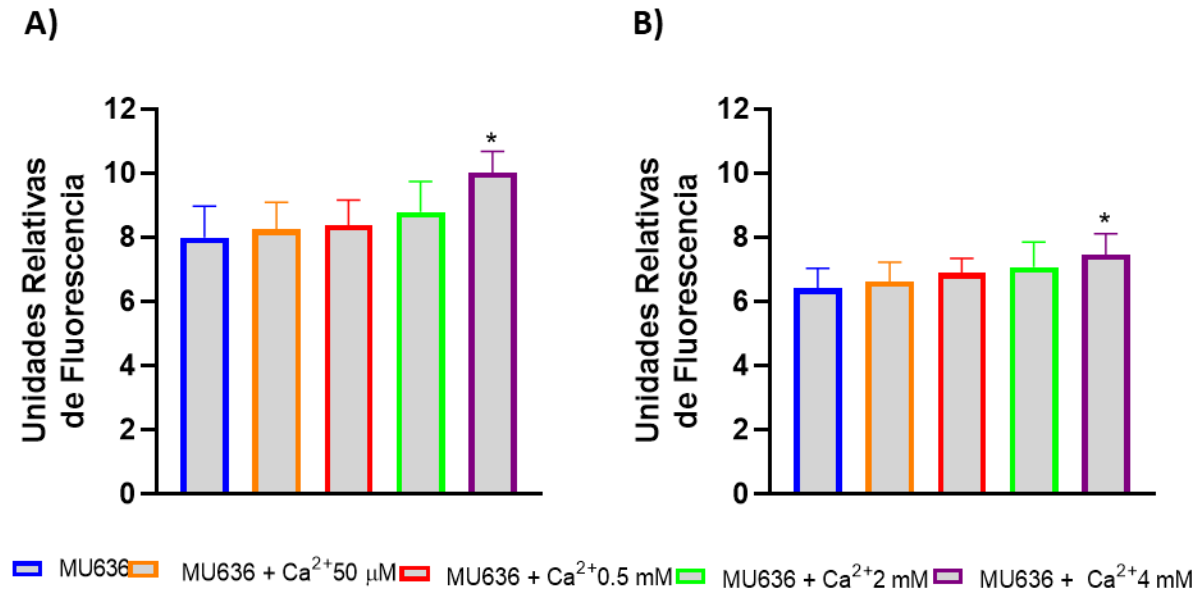 A)
B)
12
10
8
6
4
2
0
Unidades Relativas
de Fluorescencia
*
12
10
8
6
4
2
0
Unidades Relativas
de Fluorescencia
*
MU636 MU636 + Ca²⁺50 µM MU636 + Ca²⁺0.5 mM MU636 + Ca²⁺2 mM MU636 + Ca²⁺4 mM